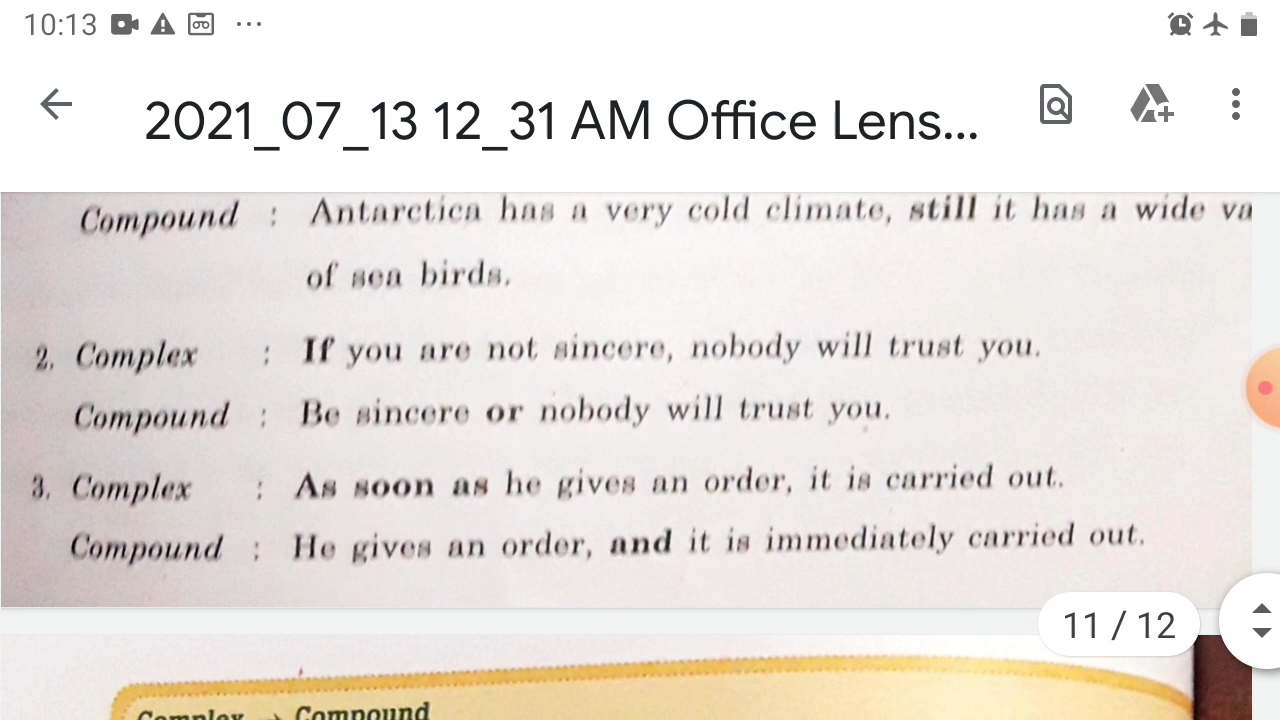 10:13 ...
2021_07_13 12_31 AM Office Lens...
Compound : Antarctica has a very cold climate, still it has a wide va
of sea birds.
2. Complex : If you are not sincere, nobody will trust you.
Compound : Be sincere or nobody will trust you.
3. Complex : As soon as he gives an order, it is carried out.
Compound : He gives an order, and it is immediately carried out.
11 / 12
Complex → Compound